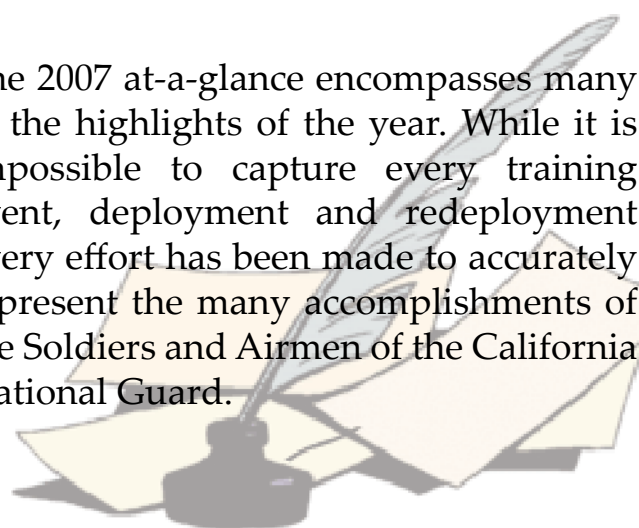 he 2007 at-a-glance encompasses many
the highlights of the year. While it is
possible to capture every training
vent, deployment and redeployment
very effort has been made to accurately
present the many accomplishments of
e Soldiers and Airmen of the California
ational Guard.